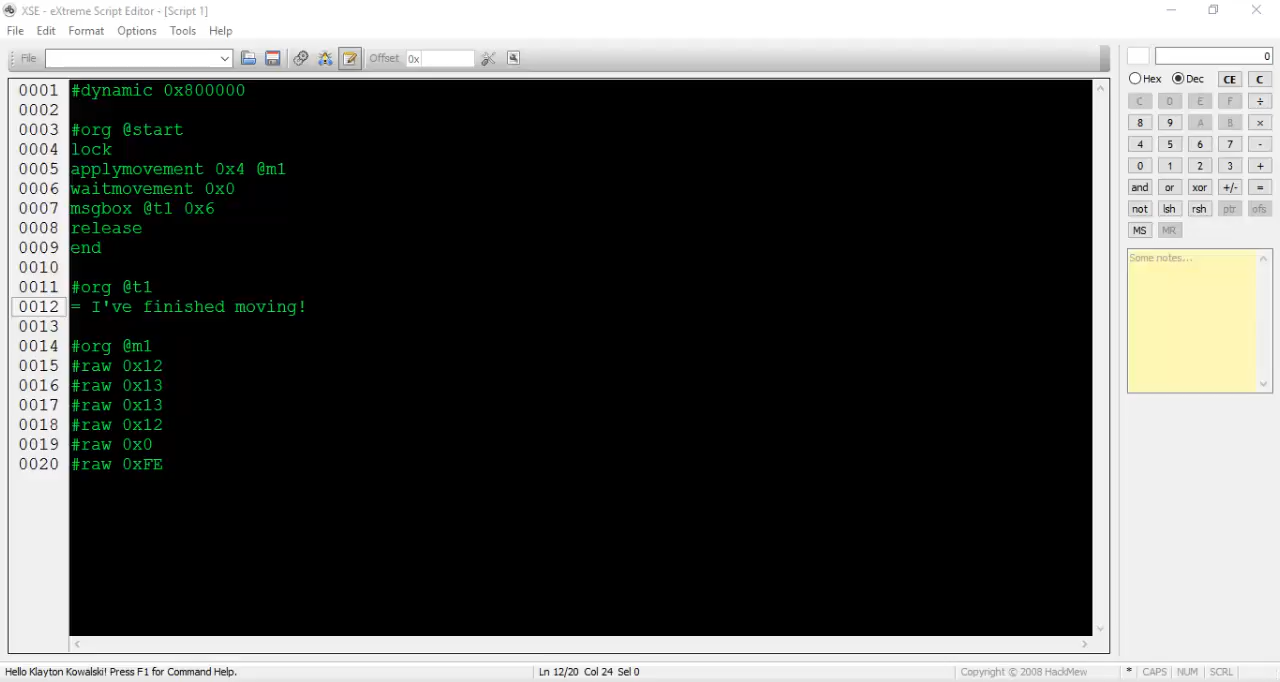 XSE - eXtreme Script Editor - [Script 1]
File Edit Format Options Tools Help
File Offset 0x
0
Hex Dec CE C
C D E F ÷
8 9 A B ×
4 5 6 7 -
0 1 2 3 +
and or xor +/- =
not lsh rsh ptr ofs
MS MR
Some notes...
0001 #dynamic 0x800000
0002
0003 #org @start
0004 lock
0005 applymovement 0x4 @m1
0006 waitmovement 0x0
0007 msgbox @t1 0x6
0008 release
0009 end
0010
0011 #org @t1
0012 = I've finished moving!
0013
0014 #org @m1
0015 #raw 0x12
0016 #raw 0x13
0017 #raw 0x13
0018 #raw 0x12
0019 #raw 0x0
0020 #raw 0xFE
Hello Klayton Kowalski! Press F1 for Command Help. Ln 12/20 Col 24 Sel 0 Copyright © 2008 HackMew * CAPS NUM SCRL